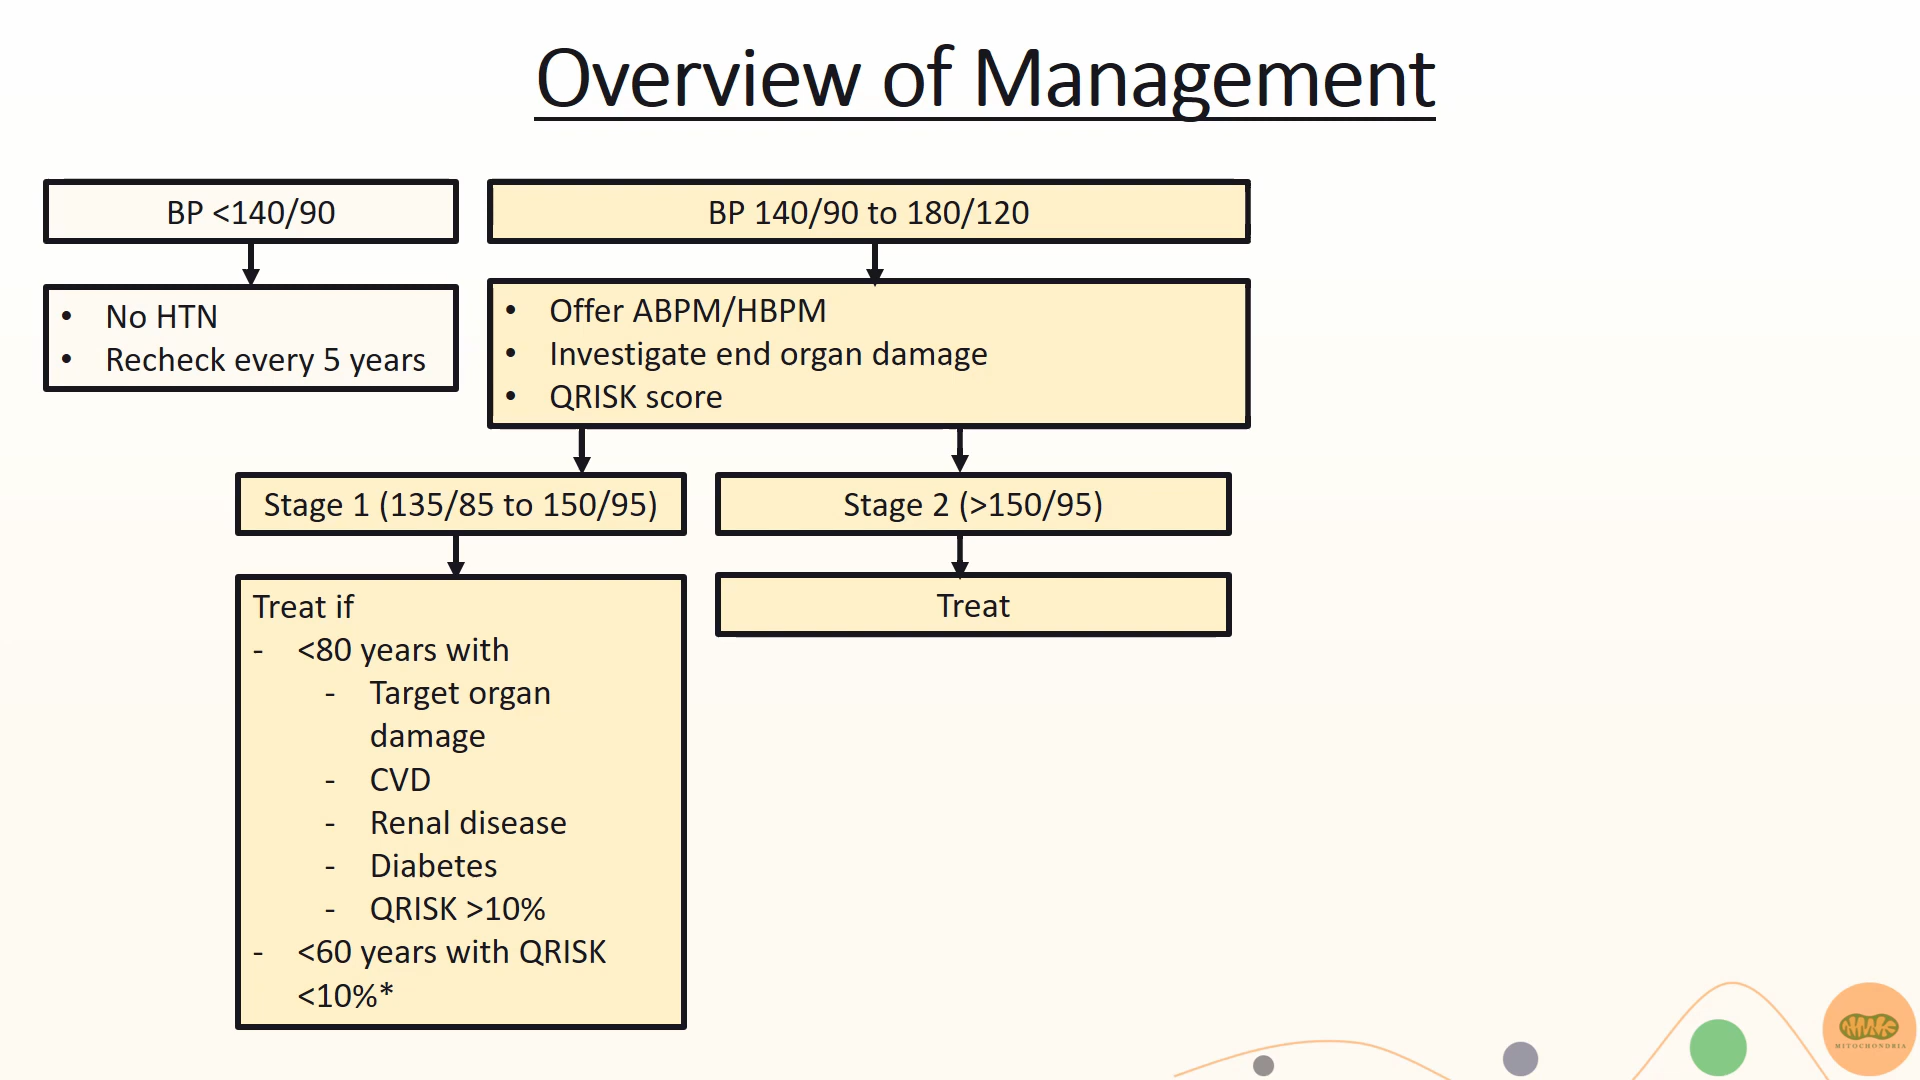 Overview of Management
BP <140/90
• No HTN
• Recheck every 5 years
BP 140/90 to 180/120
• Offer ABPM/HBPM
• Investigate end organ damage
• QRISK score
Stage 1 (135/85 to 150/95)
Treat if
- <80 years with
- Target organ
damage
- CVD
- Renal disease
- Diabetes
- QRISK >10%
- <60 years with QRISK
<10%*
Stage 2 (>150/95)
Treat
MITOCHONDRIA